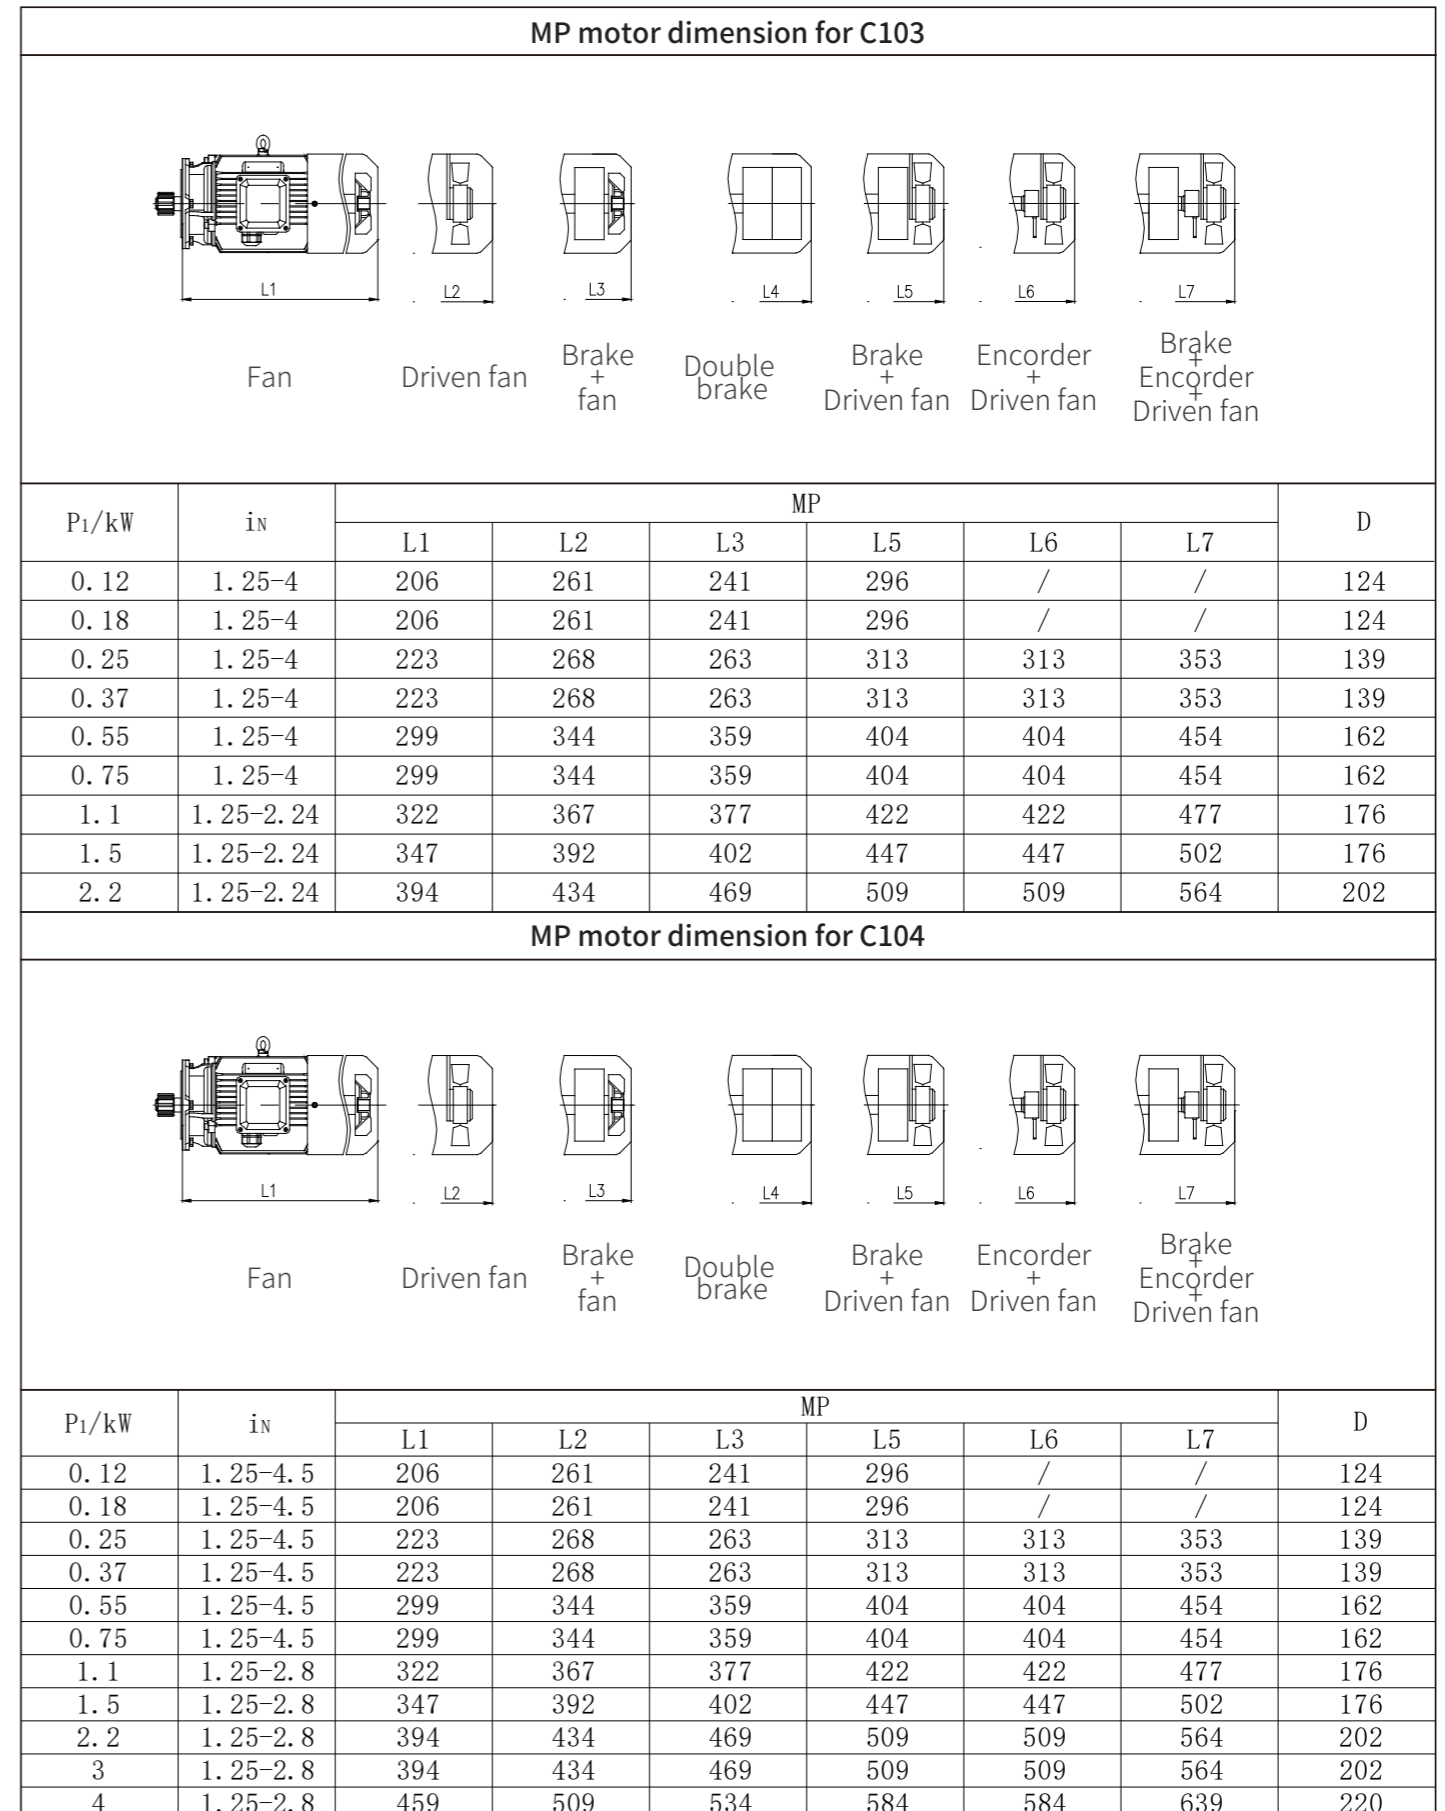 MP motor dimension for C103
L1 L2 L3 L4 L5 L6 L7
Fan
Driven fan
Brake
+
fan
Double
brake
Brake
+
Driven fan
Encorder
+
Driven fan
Brake
+
Encorder
+
Driven fan
P1/kW iN MP D
L1 L2 L3 L5 L6 L7
0.12 1.25-4 206 261 241 296 / / 124
0.18 1.25-4 206 261 241 296 / / 124
0.25 1.25-4 223 268 263 313 313 353 139
0.37 1.25-4 223 268 263 313 313 353 139
0.55 1.25-4 299 344 359 404 404 454 162
0.75 1.25-4 299 344 359 404 404 454 162
1.1 1.25-2.24 322 367 377 422 422 477 176
1.5 1.25-2.24 347 392 402 447 447 502 176
2.2 1.25-2.24 394 434 469 509 509 564 202
MP motor dimension for C104
L1 L2 L3 L4 L5 L6 L7
Fan
Driven fan
Brake
+
fan
Double
brake
Brake
+
Driven fan
Encorder
+
Driven fan
Brake
+
Encorder
+
Driven fan
P1/kW iN MP D
L1 L2 L3 L5 L6 L7
0.12 1.25-4.5 206 261 241 296 / / 124
0.18 1.25-4.5 206 261 241 296 / / 124
0.25 1.25-4.5 223 268 263 313 313 353 139
0.37 1.25-4.5 223 268 263 313 313 353 139
0.55 1.25-4.5 299 344 359 404 404 454 162
0.75 1.25-4.5 299 344 359 404 404 454 162
1.1 1.25-2.8 322 367 377 422 422 477 176
1.5 1.25-2.8 347 392 402 447 447 502 176
2.2 1.25-2.8 394 434 469 509 509 564 202
3 1.25-2.8 394 434 469 509 509 564 202
4 1.25-2.8 459 509 534 584 584 639 220